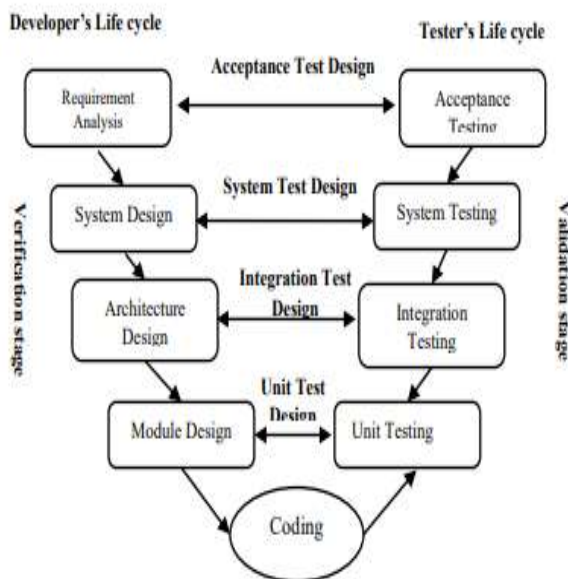 Developer's Life cycle
Tester's Life cycle
Acceptance Test Design
Requirement
Analysis
Acceptance
Testing
System Test Design
System Design
System Testing
Verification stage
Validation stage
Integration Test
Design
Architecture
Design
Integration
Testing
Unit Test
Design
Module Design
Unit Testing
Coding